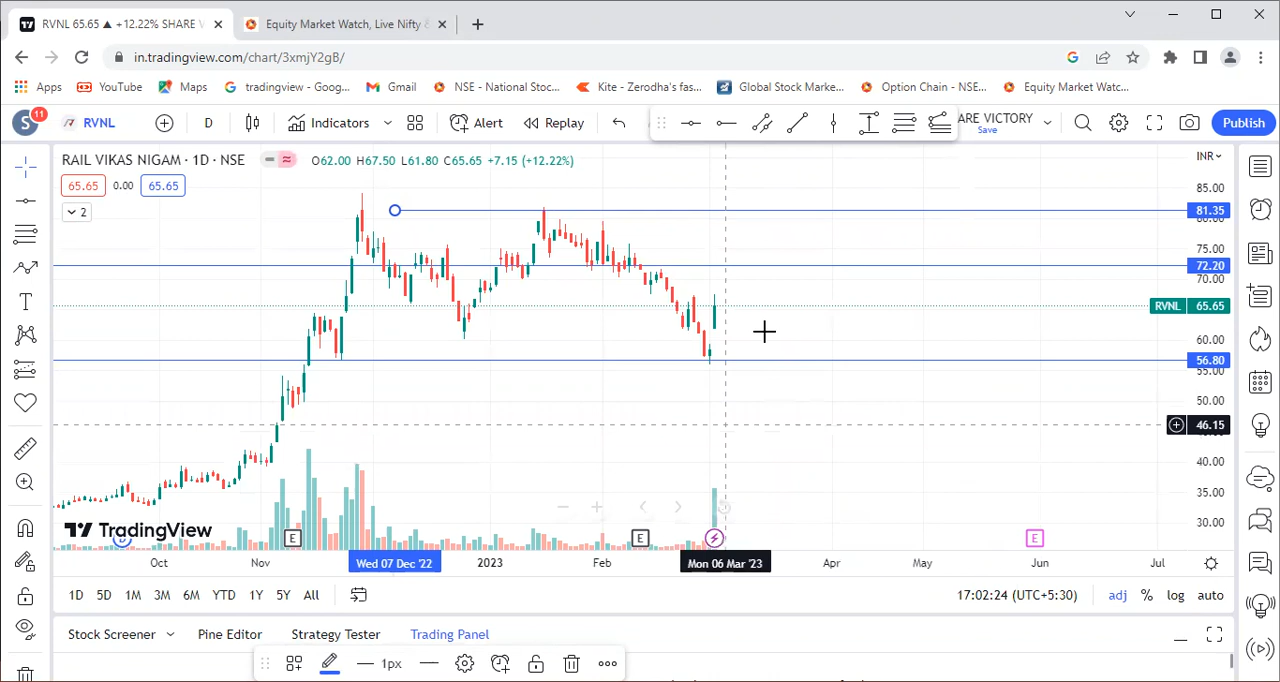 RVNL 65.65 ▲ +12.22% SHARE V
Equity Market Watch, Live Nifty &
in.tradingview.com/chart/3xmjY2gB/
Apps YouTube Maps tradingview - Goog... Gmail NSE - National Stoc... Kite - Zerodha's fas... Global Stock Marke... Option Chain - NSE... Equity Market Watc...
S 11 RVNL D Indicators Alert Replay ARE VICTORY Save Publish
RAIL VIKAS NIGAM · 1D · NSE O62.00 H67.50 L61.80 C65.65 +7.15 (+12.22%) INR
65.65 0.00 65.65
2
85.00
81.35
80.00
75.00
72.20
70.00
RVNL 65.65
60.00
56.80
55.00
50.00
46.15
40.00
35.00
30.00
TradingView
E E E
Oct Nov Wed 07 Dec '22 2023 Feb Mon 06 Mar '23 Apr May Jun Jul
1D 5D 1M 3M 6M YTD 1Y 5Y All 17:02:24 (UTC+5:30) adj % log auto
Stock Screener Pine Editor Strategy Tester Trading Panel
1px